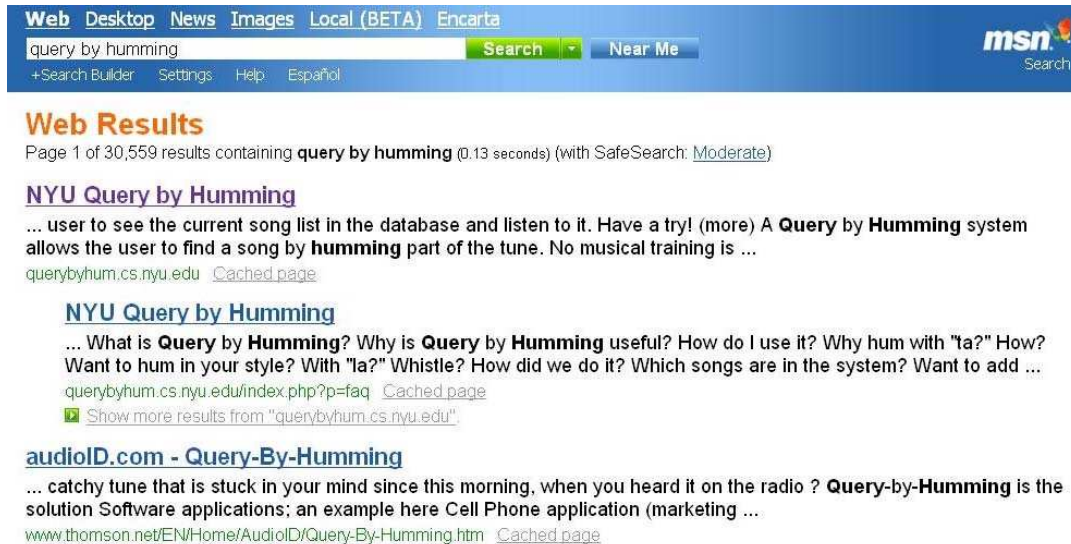 Web Desktop News Images Local (BETA) Encarta
query by humming Search Near Me
msn
Search
+Search Builder Settings Help Español
Web Results
Page 1 of 30,559 results containing query by humming (0.13 seconds) (with SafeSearch: Moderate)
NYU Query by Humming
... user to see the current song list in the database and listen to it. Have a try! (more) A Query by Humming system
allows the user to find a song by humming part of the tune. No musical training is ...
querybyhum.cs.nyu.edu Cached page
NYU Query by Humming
... What is Query by Humming? Why is Query by Humming useful? How do I use it? Why hum with "ta?" How?
Want to hum in your style? With "la?" Whistle? How did we do it? Which songs are in the system? Want to add ...
querybyhum.cs.nyu.edu/index.php?p=faq Cached page
Show more results from "querybyhum.cs.nyu.edu".
audioID.com - Query-By-Humming
... catchy tune that is stuck in your mind since this morning, when you heard it on the radio ? Query-by-Humming is the
solution Software applications; an example here Cell Phone application (marketing ...
www.thomson.net/EN/Home/AudioID/Query-By-Humming.htm Cached page